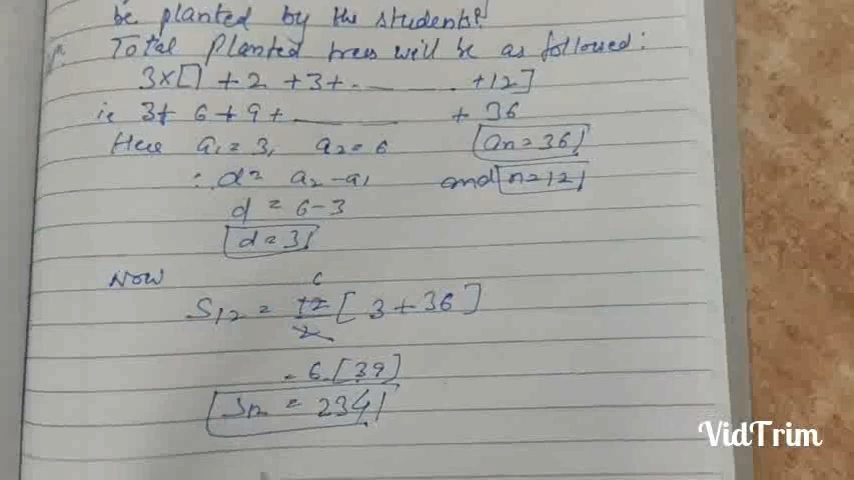 be planted by the students?
Total Planted trees will be as followed:
3×[1 + 2 + 3 + - - - - +12]
ie 3+ 6 + 9 + - - - - + 36
Here a1 = 3, a2 = 6 an = 36
∴ d = a2 - a1 and n = 12
d = 6 - 3
d = 3
Now
6
S12 = 12/2 [ 3 + 36 ]
= 6 [39]
Sn = 234
VidTrim